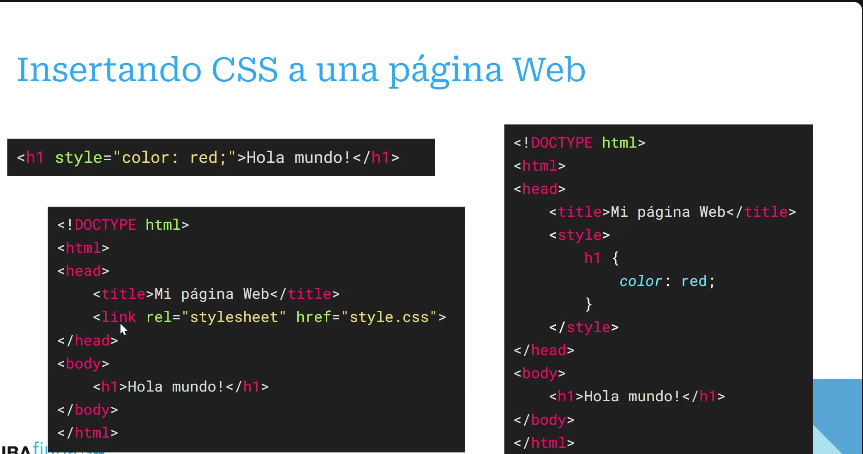 Insertando CSS a una página Web
<h1 style="color: red;">Hola mundo!</h1>
<!DOCTYPE html>
<html>
<head>
<title>Mi página Web</title>
<link rel="stylesheet" href="style.css">
</head>
<body>
<h1>Hola mundo!</h1>
</body>
</html>
<!DOCTYPE html>
<html>
<head>
<title>Mi página Web</title>
<style>
h1 {
color: red;
}
</style>
</head>
<body>
<h1>Hola mundo!</h1>
</body>
</html>